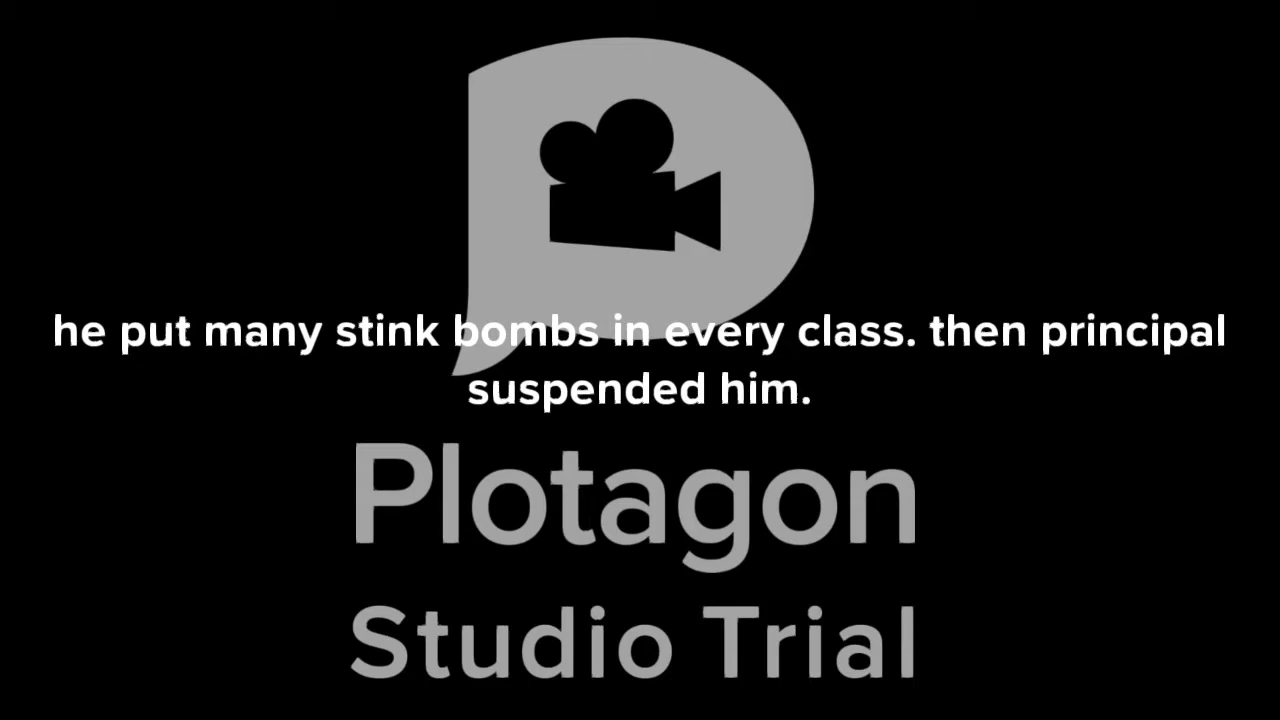 he put many stink bombs in every class. then principal
suspended him.
Plotagon
Studio Trial